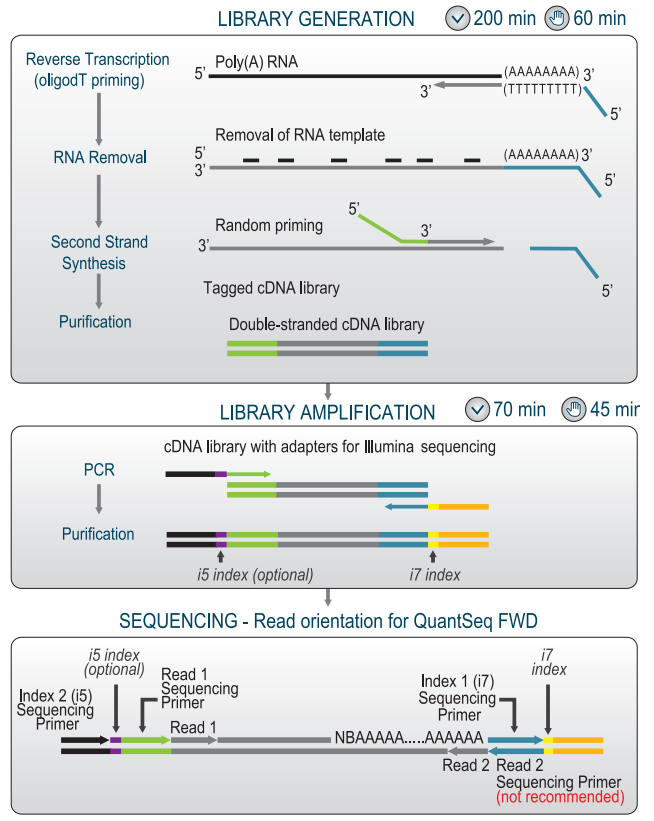 LIBRARY GENERATION 200 min 60 min
Reverse Transcription
(oligodT priming)
Poly(A) RNA
5’ (AAAAAAAA) 3’
3’ (TTTTTTTTT)
5’
RNA Removal
Removal of RNA template
5’
3’ (AAAAAAAA) 3’
5’
Second Strand
Synthesis
Random priming
5’
3’
3’
5’
Tagged cDNA library
Purification
Double-stranded cDNA library
LIBRARY AMPLIFICATION 70 min 45 min
cDNA library with adapters for Illumina sequencing
PCR
Purification
i5 index (optional) i7 index
SEQUENCING - Read orientation for QuantSeq FWD
i5 index
(optional)
i7
index
Index 2 (i5)
Sequencing
Primer
Read 1
Sequencing
Primer
Index 1 (i7)
Sequencing
Primer
Read 1
NBAAAAA.....AAAAAA
Read 2
Read 2
Sequencing Primer
(not recommended)